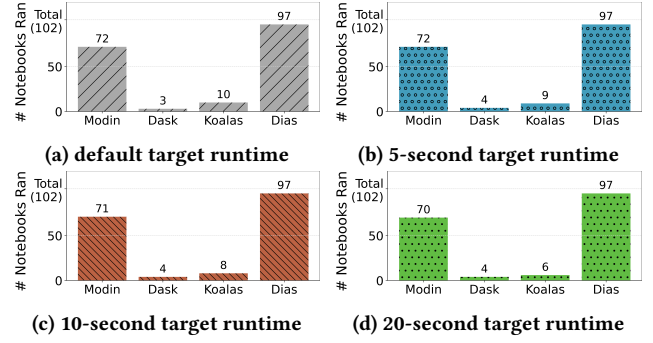 # Notebooks Ran
Total
(102)
50
0
72
3
10
97
Modin
Dask
Koalas
Dias
(a) default target runtime
# Notebooks Ran
Total
(102)
50
0
72
4
9
97
Modin
Dask
Koalas
Dias
(b) 5-second target runtime
# Notebooks Ran
Total
(102)
50
0
71
4
8
97
Modin
Dask
Koalas
Dias
(c) 10-second target runtime
# Notebooks Ran
Total
(102)
50
0
70
4
6
97
Modin
Dask
Koalas
Dias
(d) 20-second target runtime